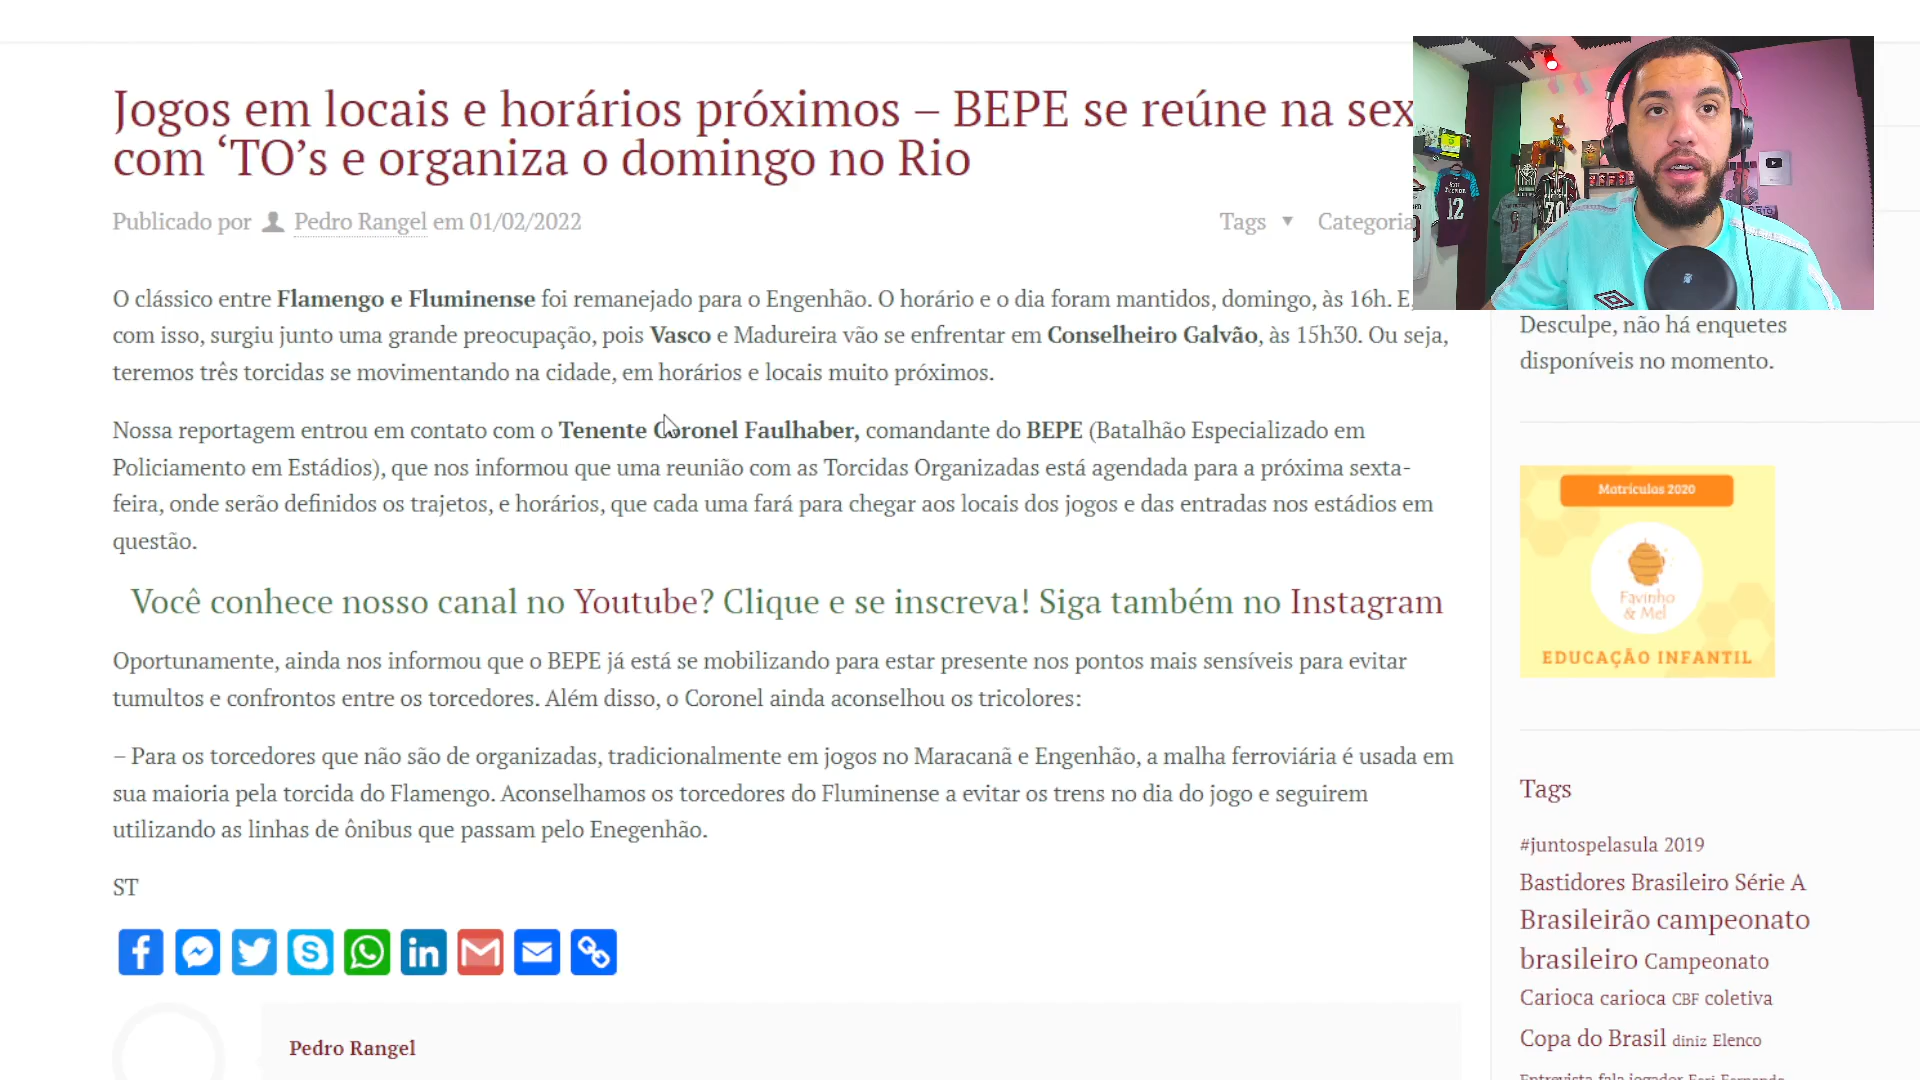 Jogos em locais e horários próximos – BEPE se reúne na sex
com ‘TO’s e organiza o domingo no Rio
Publicado por Pedro Rangel em 01/02/2022
Tags ▼ Categoria
O clássico entre Flamengo e Fluminense foi remanejado para o Engenhão. O horário e o dia foram mantidos, domingo, às 16h. E,
com isso, surgiu junto uma grande preocupação, pois Vasco e Madureira vão se enfrentar em Conselheiro Galvão, às 15h30. Ou seja,
teremos três torcidas se movimentando na cidade, em horários e locais muito próximos.
Nossa reportagem entrou em contato com o Tenente Coronel Faulhaber, comandante do BEPE (Batalhão Especializado em
Policiamento em Estádios), que nos informou que uma reunião com as Torcidas Organizadas está agendada para a próxima sexta-
feira, onde serão definidos os trajetos, e horários, que cada uma fará para chegar aos locais dos jogos e das entradas nos estádios em
questão.
Você conhece nosso canal no Youtube? Clique e se inscreva! Siga também no Instagram
Oportunamente, ainda nos informou que o BEPE já está se mobilizando para estar presente nos pontos mais sensíveis para evitar
tumultos e confrontos entre os torcedores. Além disso, o Coronel ainda aconselhou os tricolores:
– Para os torcedores que não são de organizadas, tradicionalmente em jogos no Maracanã e Engenhão, a malha ferroviária é usada em
sua maioria pela torcida do Flamengo. Aconselhamos os torcedores do Fluminense a evitar os trens no dia do jogo e seguirem
utilizando as linhas de ônibus que passam pelo Enegenhão.
ST
Pedro Rangel
12
Desculpe, não há enquetes
disponíveis no momento.
Matrículas 2020
Favinho
& Mel
EDUCAÇÃO INFANTIL
Tags
#juntospelasula 2019
Bastidores Brasileiro Série A
Brasileirão campeonato
brasileiro Campeonato
Carioca carioca CBF coletiva
Copa do Brasil diniz Elenco